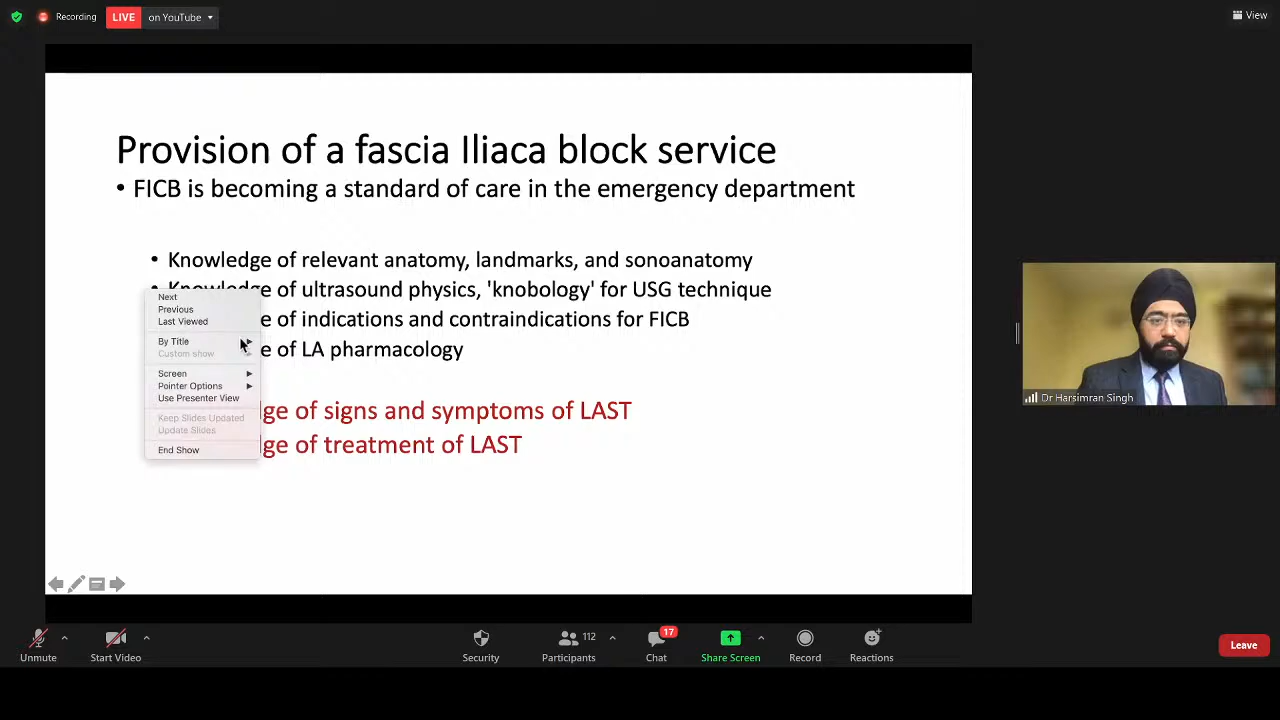 Recording
LIVE on YouTube
View
Provision of a fascia Iliaca block service
• FICB is becoming a standard of care in the emergency department
• Knowledge of relevant anatomy, landmarks, and sonoanatomy
of ultrasound physics, 'knobology' for USG technique
Next
Previous
Last Viewed
By Title
Custom show
Screen
Pointer Options
Use Presenter View
Keep Slides Updated
Update Slides
End Show
e of indications and contraindications for FICB
e of LA pharmacology
ge of signs and symptoms of LAST
ge of treatment of LAST
Dr Harsimran Singh
Unmute
Start Video
Security
112
Participants
17
Chat
Share Screen
Record
Reactions
Leave